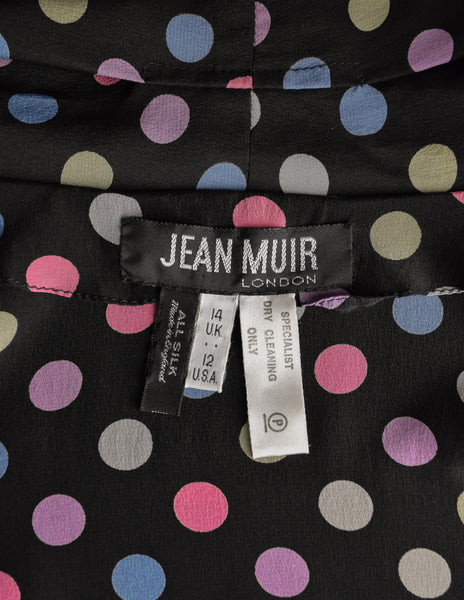 JEAN MUIR
LONDON
ALL SILK
Made in England
14
U.K.
. .
12
U.S.A.
SPECIALIST
DRY CLEANING
ONLY
P